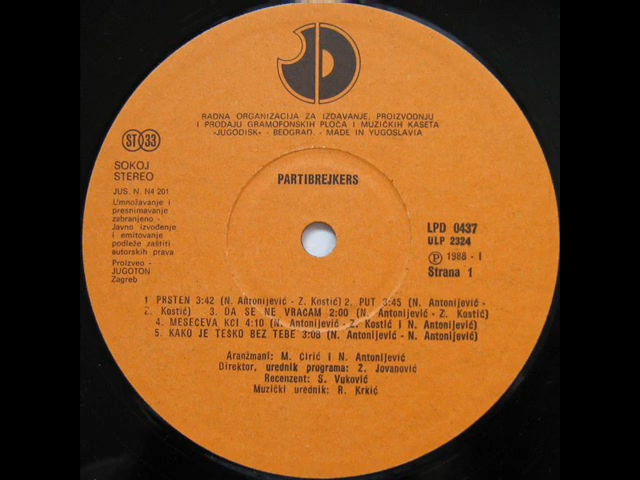 RADNA ORGANIZACIJA ZA IZDAVANJE, PROIZVODNJU
I PRODAJU GRAMOFONSKIH PLOČA I MUZIČKIH KASETA
«JUGODISK» - BEOGRAD - MADE IN YUGOSLAVIA
ST 33
SOKOJ
STEREO
JUS. N. N4 201
Umnožavanje i
presnimavanje
zabranjeno -
Javno izvođenje
i emitovanje
podleže zaštiti
autorskih prava
Proizveo -
JUGOTON
Zagreb
PARTIBREJKERS
LPD 0437
ULP 2324
P 1988 - I
Strana 1
1 PRSTEN 3:42 (N. Antonijević - Z. Kostić) 2. PUT 3:45 (N. Antonijević -
Z. Kostić) 3. DA SE NE VRAĆAM 2:00 (N. Antonijević - Z. Kostić)
4 MESEČEVA KĆI 4:10 (N. Antonijević - Z. Kostić i N. Antonijević)
5 KAKO JE TEŠKO BEZ TEBE 3:08 (N. Antonijević - N. Antonijević)
Aranžmani: M. Cirić i N. Antonijević
Direktor, urednik programa: Ž. Jovanović
Recenzent: S. Vuković
Muzički urednik: R. Krkić